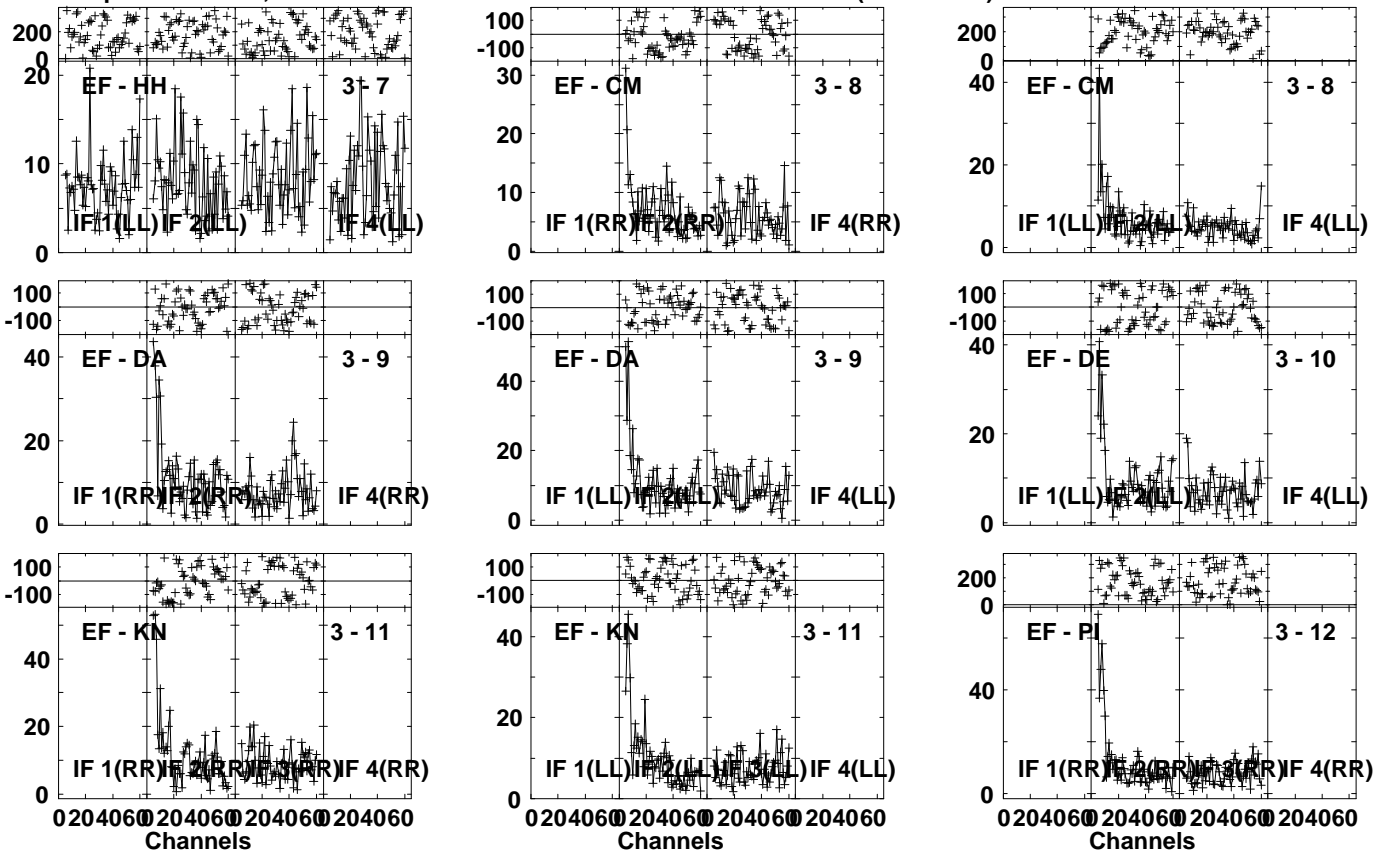 200
0
20
10
0
EF - HH 3 - 7
IF 1(LL) IF 2(LL) IF 4(LL)
100
-100
30
20
10
0
EF - CM 3 - 8
IF 1(RR) IF 2(RR) IF 4(RR)
200
0
40
20
0
EF - CM 3 - 8
IF 1(LL) IF 2(LL) IF 4(LL)
100
-100
40
20
0
EF - DA 3 - 9
IF 1(RR) IF 2(RR) IF 4(RR)
100
-100
40
20
0
EF - DA 3 - 9
IF 1(LL) IF 2(LL) IF 4(LL)
100
-100
40
20
0
EF - DE 3 - 10
IF 1(LL) IF 2(LL) IF 4(LL)
100
-100
40
20
0
EF - KN 3 - 11
IF 1(RR) IF 2(RR) IF 3(RR) IF 4(RR)
0 20 40 60 0 20 40 60 0 20 40 60 0 20 40 60
Channels
100
-100
40
20
0
EF - KN 3 - 11
IF 1(LL) IF 2(LL) IF 3(LL) IF 4(LL)
0 20 40 60 0 20 40 60 0 20 40 60 0 20 40 60
Channels
200
0
40
0
EF - PI 3 - 12
IF 1(RR) IF 2(RR) IF 3(RR) IF 4(RR)
0 20 40 60 0 20 40 60 0 20 40 60 0 20 40 60
Channels